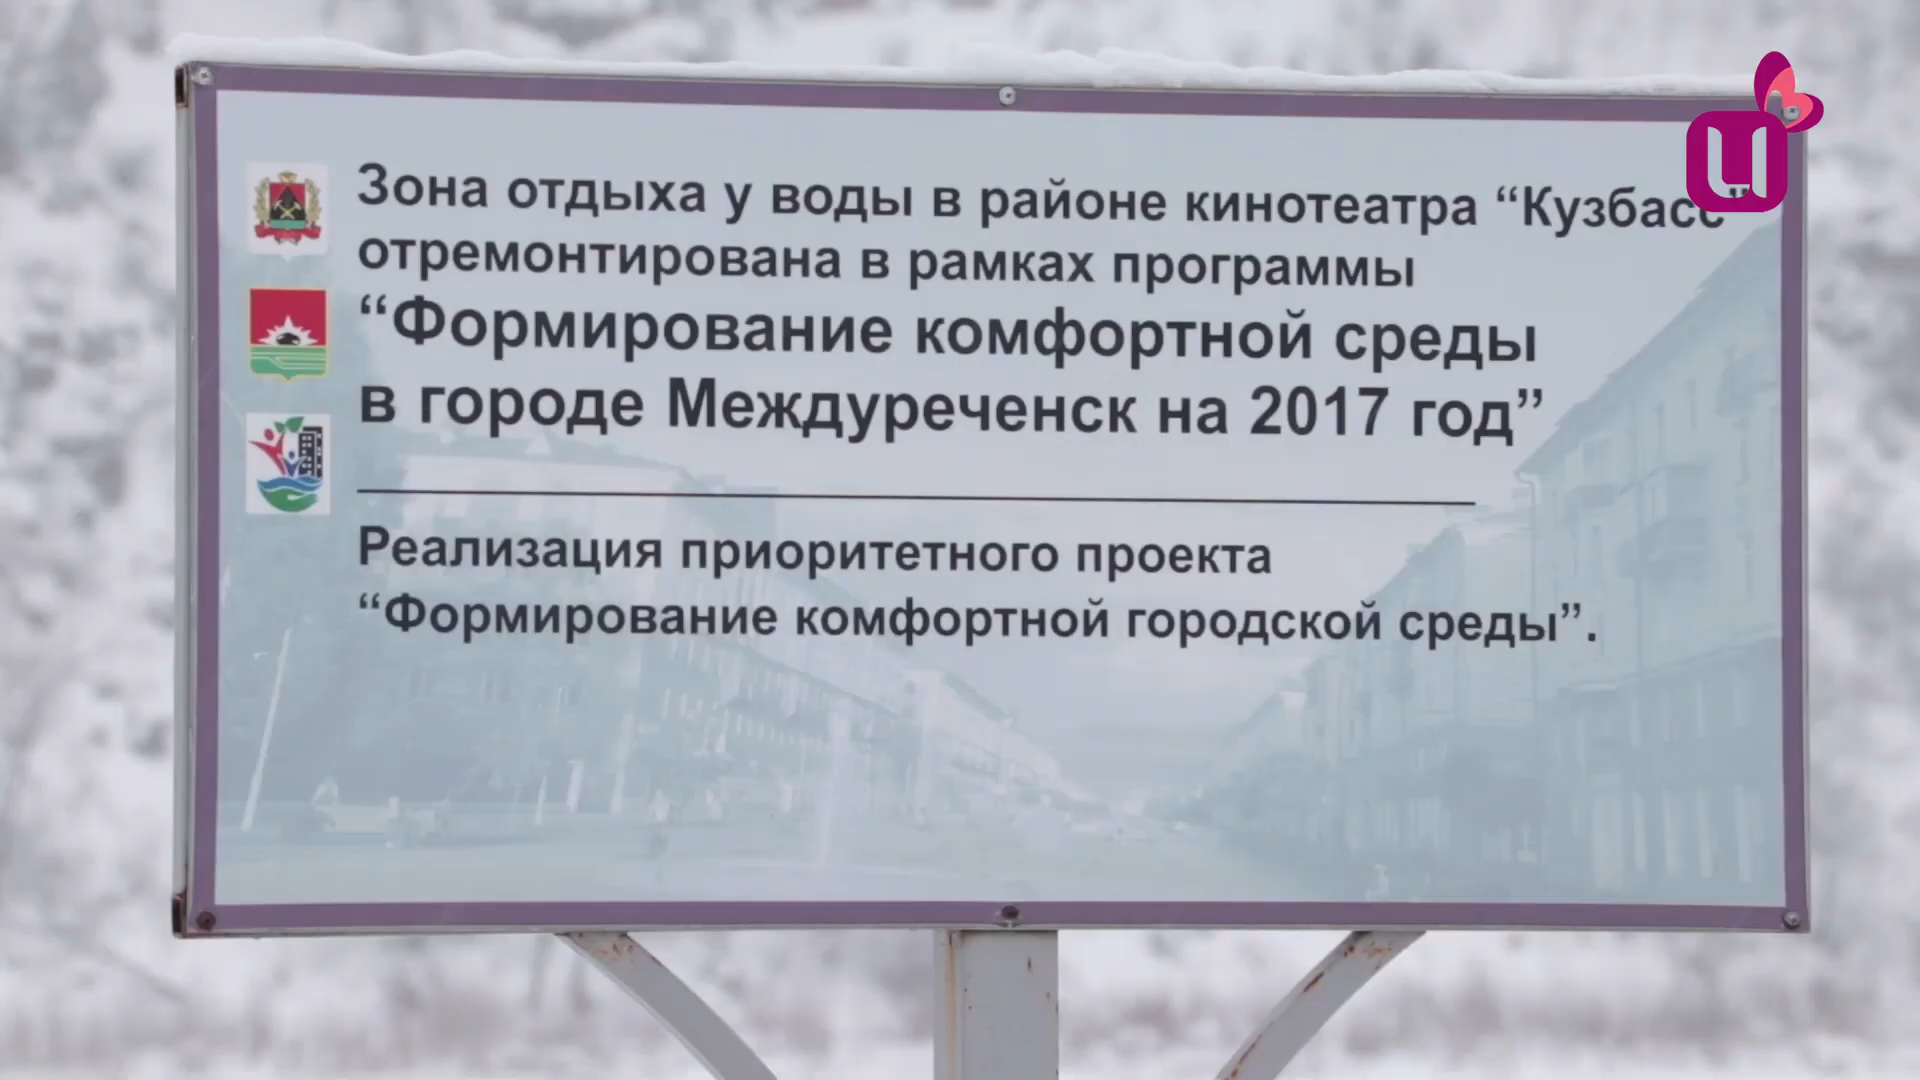 Зона отдыха у воды в районе кинотеатра “Кузбасс”
отремонтирована в рамках программы
“Формирование комфортной среды
в городе Междуреченск на 2017 год”
Реализация приоритетного проекта
“Формирование комфортной городской среды”.